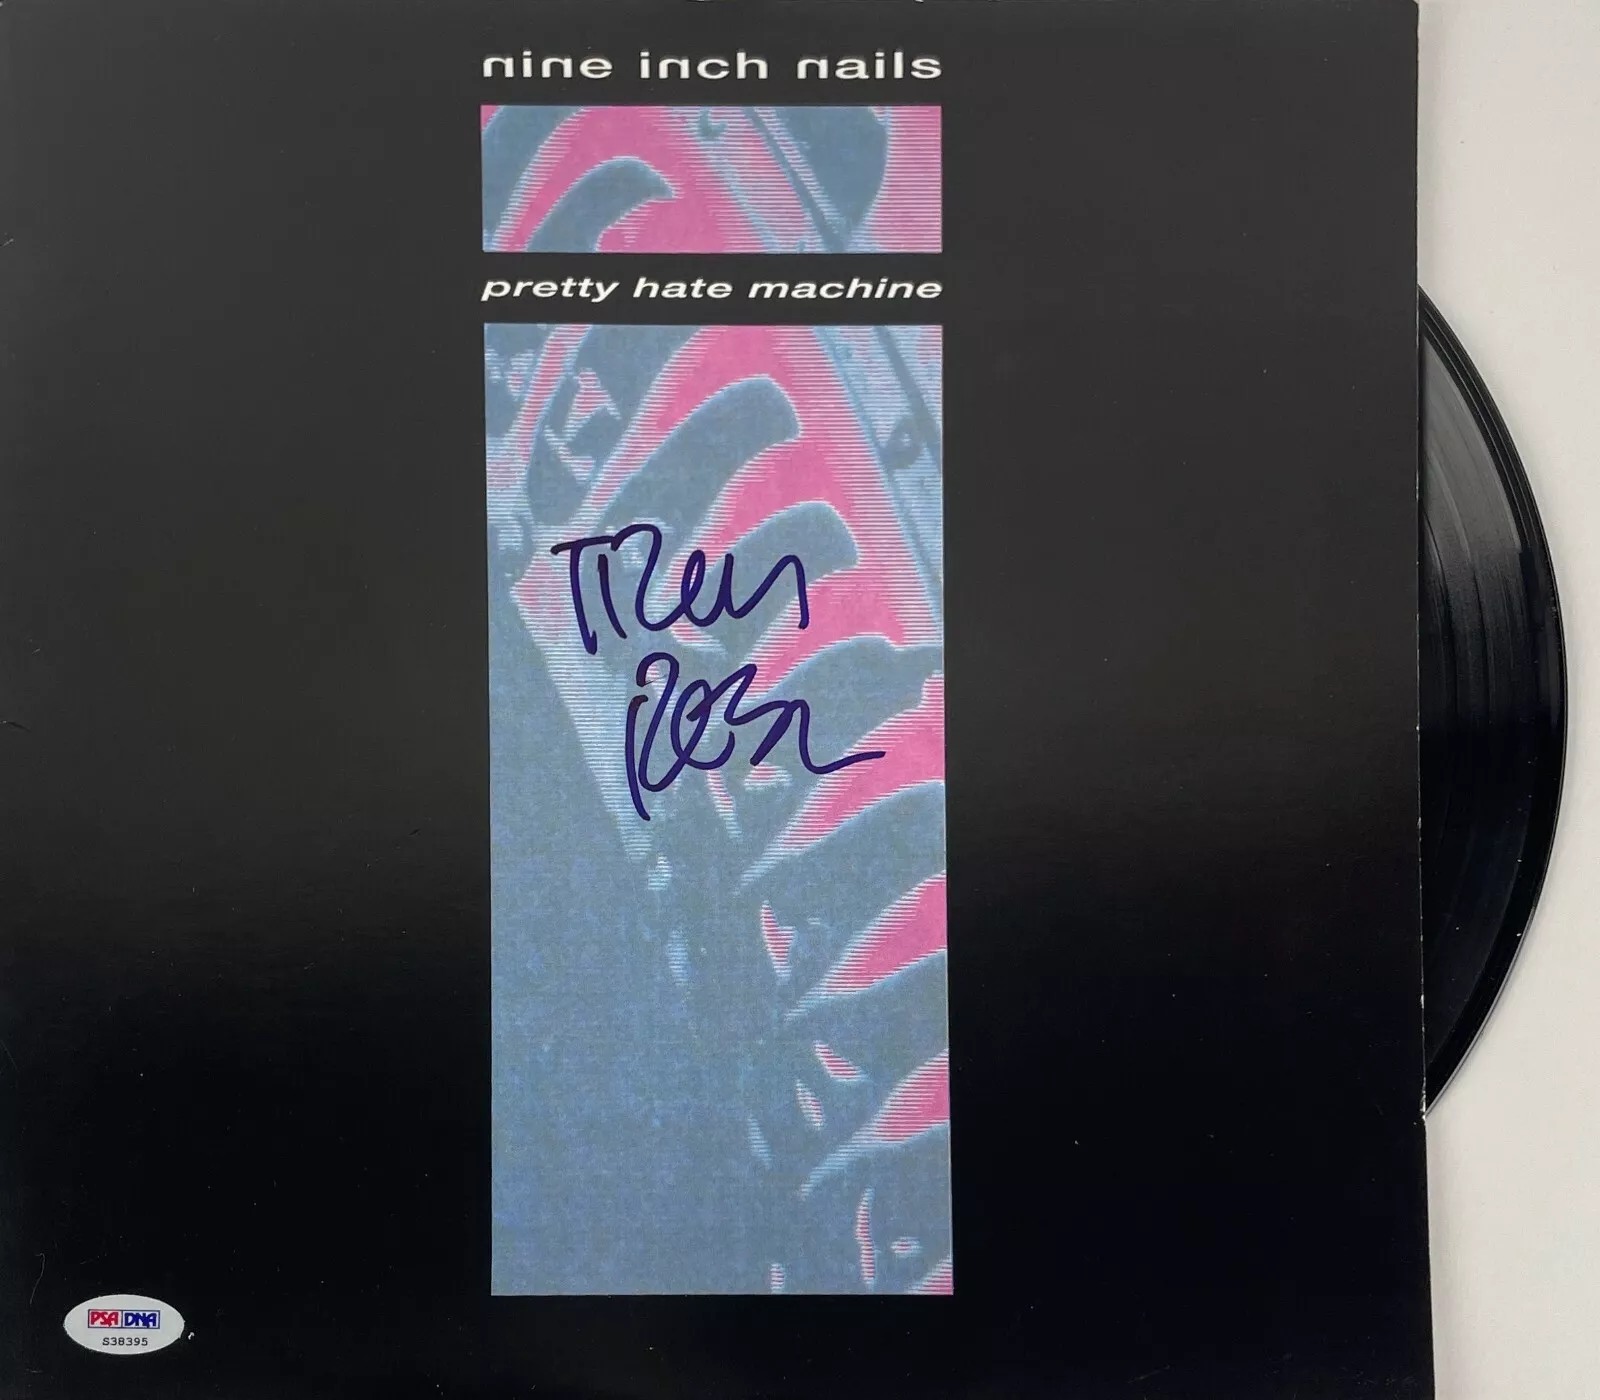 nine inch nails
pretty hate machine
PSA DNA
S38395